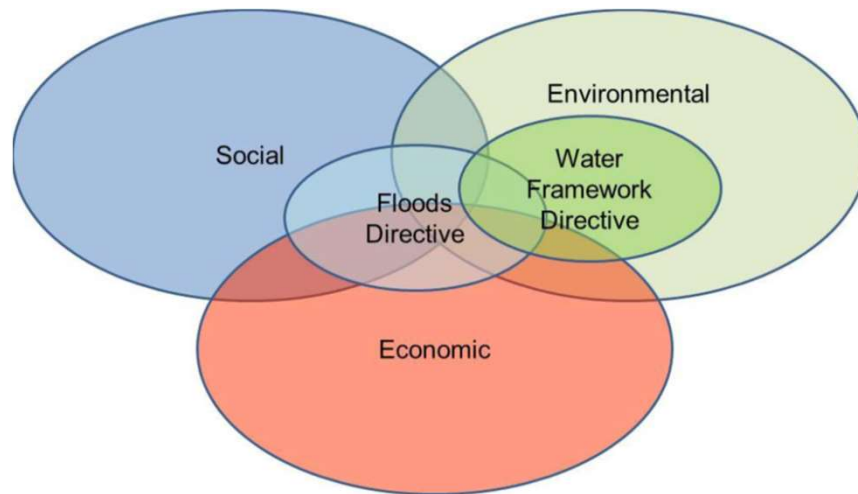 Environmental
Social
Water
Framework
Directive
Floods
Directive
Economic